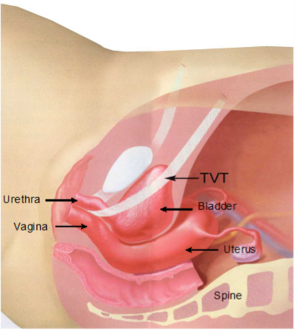 TVT
Urethra
Bladder
Vagina
Uterus
Spine